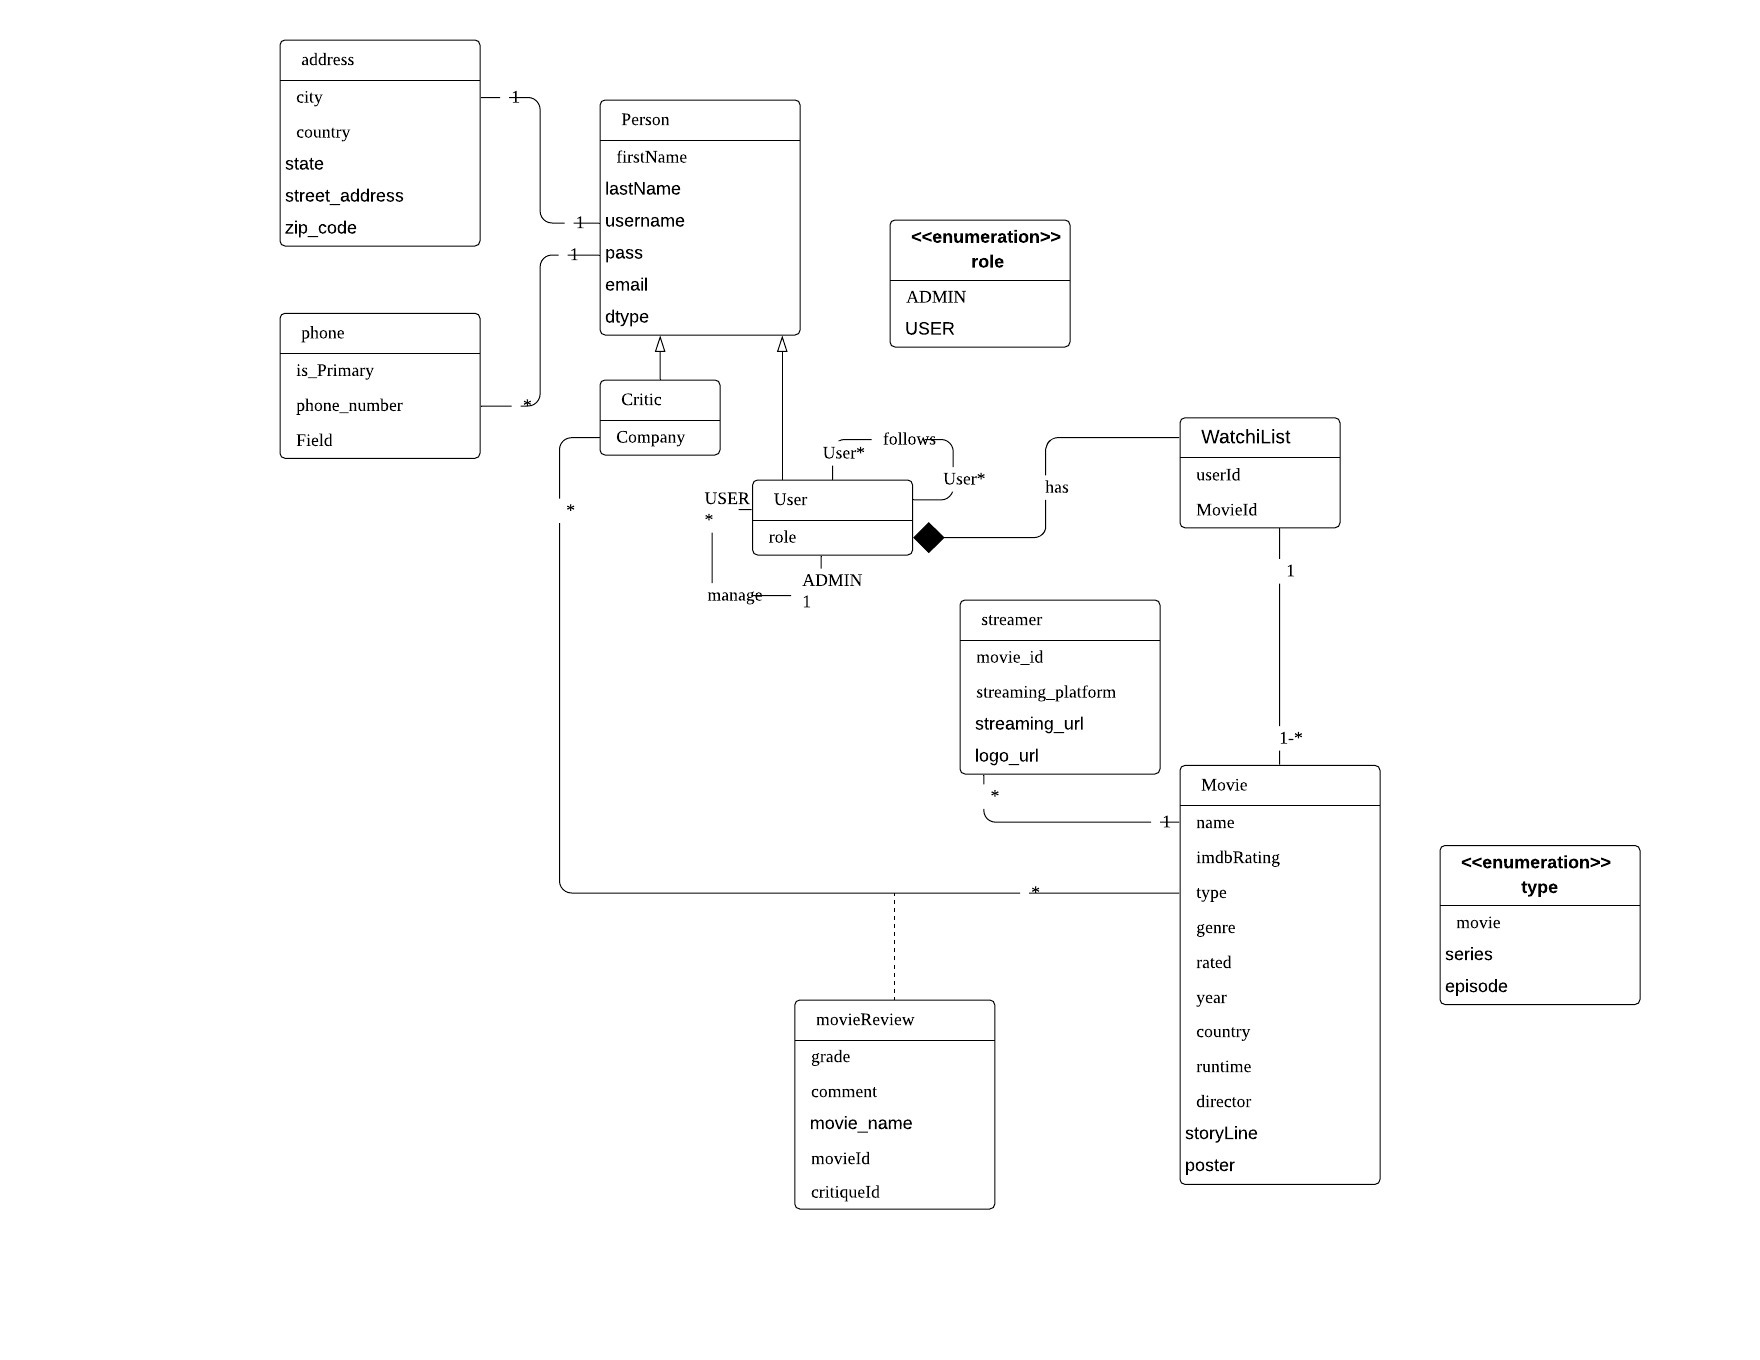 address
city
country
state
street_address
zip_code
1
1
Person
firstName
lastName
username
pass
email
dtype
1
*
phone
is_Primary
phone_number
Field
<<enumeration>>
role
ADMIN
USER
Critic
Company
*
follows
User*
User*
USER
*
User
role
ADMIN
1
manage
has
WatchiList
userId
MovieId
1
1-*
streamer
movie_id
streaming_platform
streaming_url
logo_url
*
1
*
Movie
name
imdbRating
type
genre
rated
year
country
runtime
director
storyLine
poster
<<enumeration>>
type
movie
series
episode
movieReview
grade
comment
movie_name
movieId
critiqueId